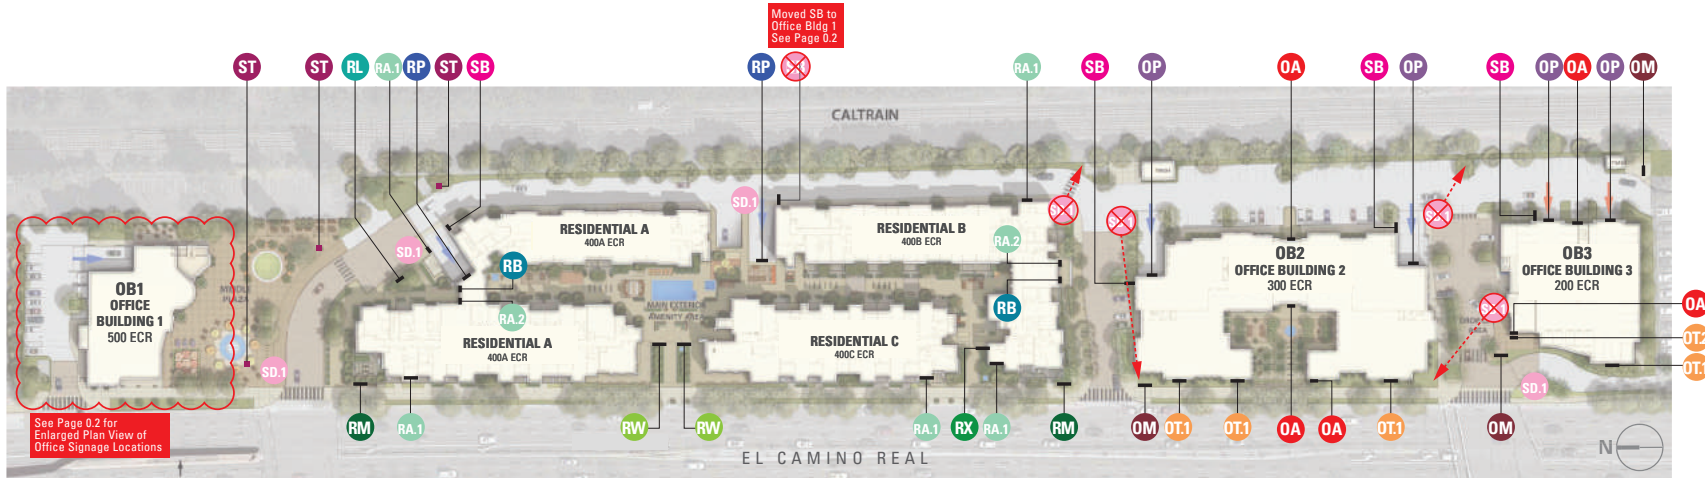 Moved SB to
Office Bldg 1
See Page 0.2
ST
ST
RL
RA.1
RP
ST
SB
RP
RA.1
SB
OP
OA
SB
OP
SB
OP
OA
OP
OM
CALTRAIN
SD.1
SD.1
RESIDENTIAL A
400A ECR
RESIDENTIAL B
400B ECR
RA.2
RB
RB
RA.2
OB1
OFFICE
BUILDING 1
500 ECR
MAIN EXTERIOR
AMENITY AREA
OB2
OFFICE BUILDING 2
300 ECR
OB3
OFFICE BUILDING 3
200 ECR
RESIDENTIAL A
400A ECR
RESIDENTIAL C
400C ECR
SD.1
SD.1
OA
OT.2
OT.1
RM
RA.1
RW
RW
RA.1
RX
RA.1
RM
OM
OT.1
OT.1
OA
OA
OT.1
OM
See Page 0.2 for
Enlarged Plan View of
Office Signage Locations
EL CAMINO REAL
N